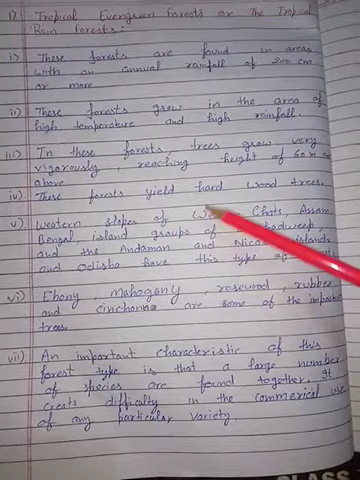 1) Tropical Evergreen Forests or The Tropical
Rain Forests:
i) These forests are found in areas
with an annual rainfall of 200 cm
or more
ii) These forests grow in the area of
high temperature and high rainfall.
iii) In these forests, trees grow very
vigorously, reaching height of 60 m or
above
iv) These forests yield hard wood trees.
v) Western slopes of Ghats, Assam,
Bengal, island groups of
and the Andaman and islands
and Odisha have this type of
vi) Ebony, Mahogany, rosewood, rubber
and cinchona are some of the
trees.
vii) An important characteristic of this
forest type is that a large number
of species are found together. It
creats difficulty in the commerical use
of any particular variety
CLASS